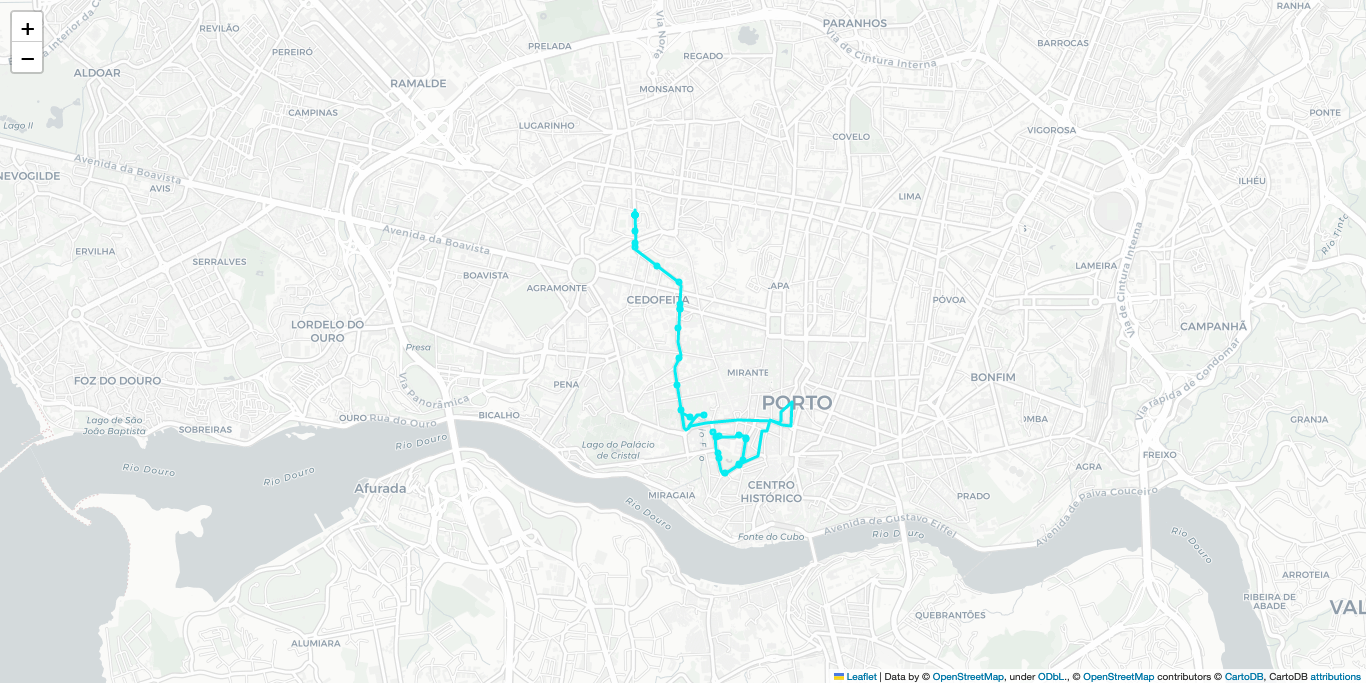 +
−
RANHA
PARANHOS
REVILÃO
Via Norte
Via de Cintura Interna
BARROCAS
PRELADA
PEREIRÓ
REGADO
ALDOAR
RAMALDE
MONSANTO
CAMPINAS
PONTE
Lago II
LUGARINHO
VIGOROSA
COVELO
Avenida da Boavista
NEVOGILDE
AVIS
ILHÉU
LIMA
Rio Tinto
Avenida da Boavista
ERVILHA
SERRALVES
LAMEIRA
Via de Cintura Interna
BOAVISTA
AGRAMONTE
LAPA
CEDOFEITA
PÓVOA
LORDELO DO
OURO
CAMPANHÃ
Presa
Via rápida de Gondomar
FOZ DO DOURO
PENA
MIRANTE
BONFIM
Via Panorâmica
PORTO
Lago de São
João Baptista
OURO
Rua do Ouro
BICALHO
OMBA
GRANJA
SOBREIRAS
Rio Douro
Lago do Palácio
de Cristal
FREIXO
Rio Douro
Rio Douro
AGRA
Afurada
MIRAGAIA
CENTRO
HISTÓRICO
PRADO
Avenida de Paiva Couceiro
Rio Douro
Avenida de Gustavo Eiffel
Fonte do Cubo
Rio Douro
Rio Douro
ARROTEIA
RIBEIRA DE
ABADE
VAL
QUEBRANTÕES
ALUMIARA
Leaflet | Data by © OpenStreetMap, under ODbL., © OpenStreetMap contributors © CartoDB, CartoDB attributions